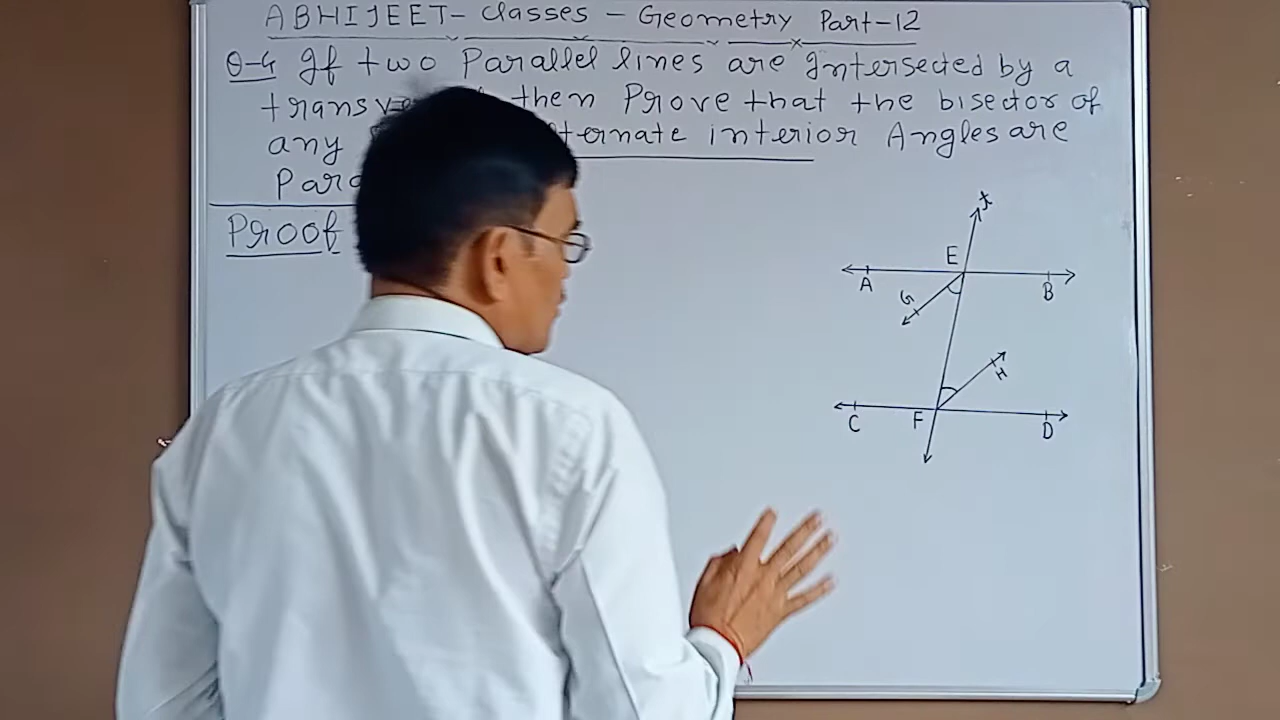 ABHIJEET- Classes - Geometry Part-12
Q-4 If two Parallel lines are Intersected by a
then Prove that the bisector of
any interior Angles are
Proof
t
E
A
B
G
H
C
F
D